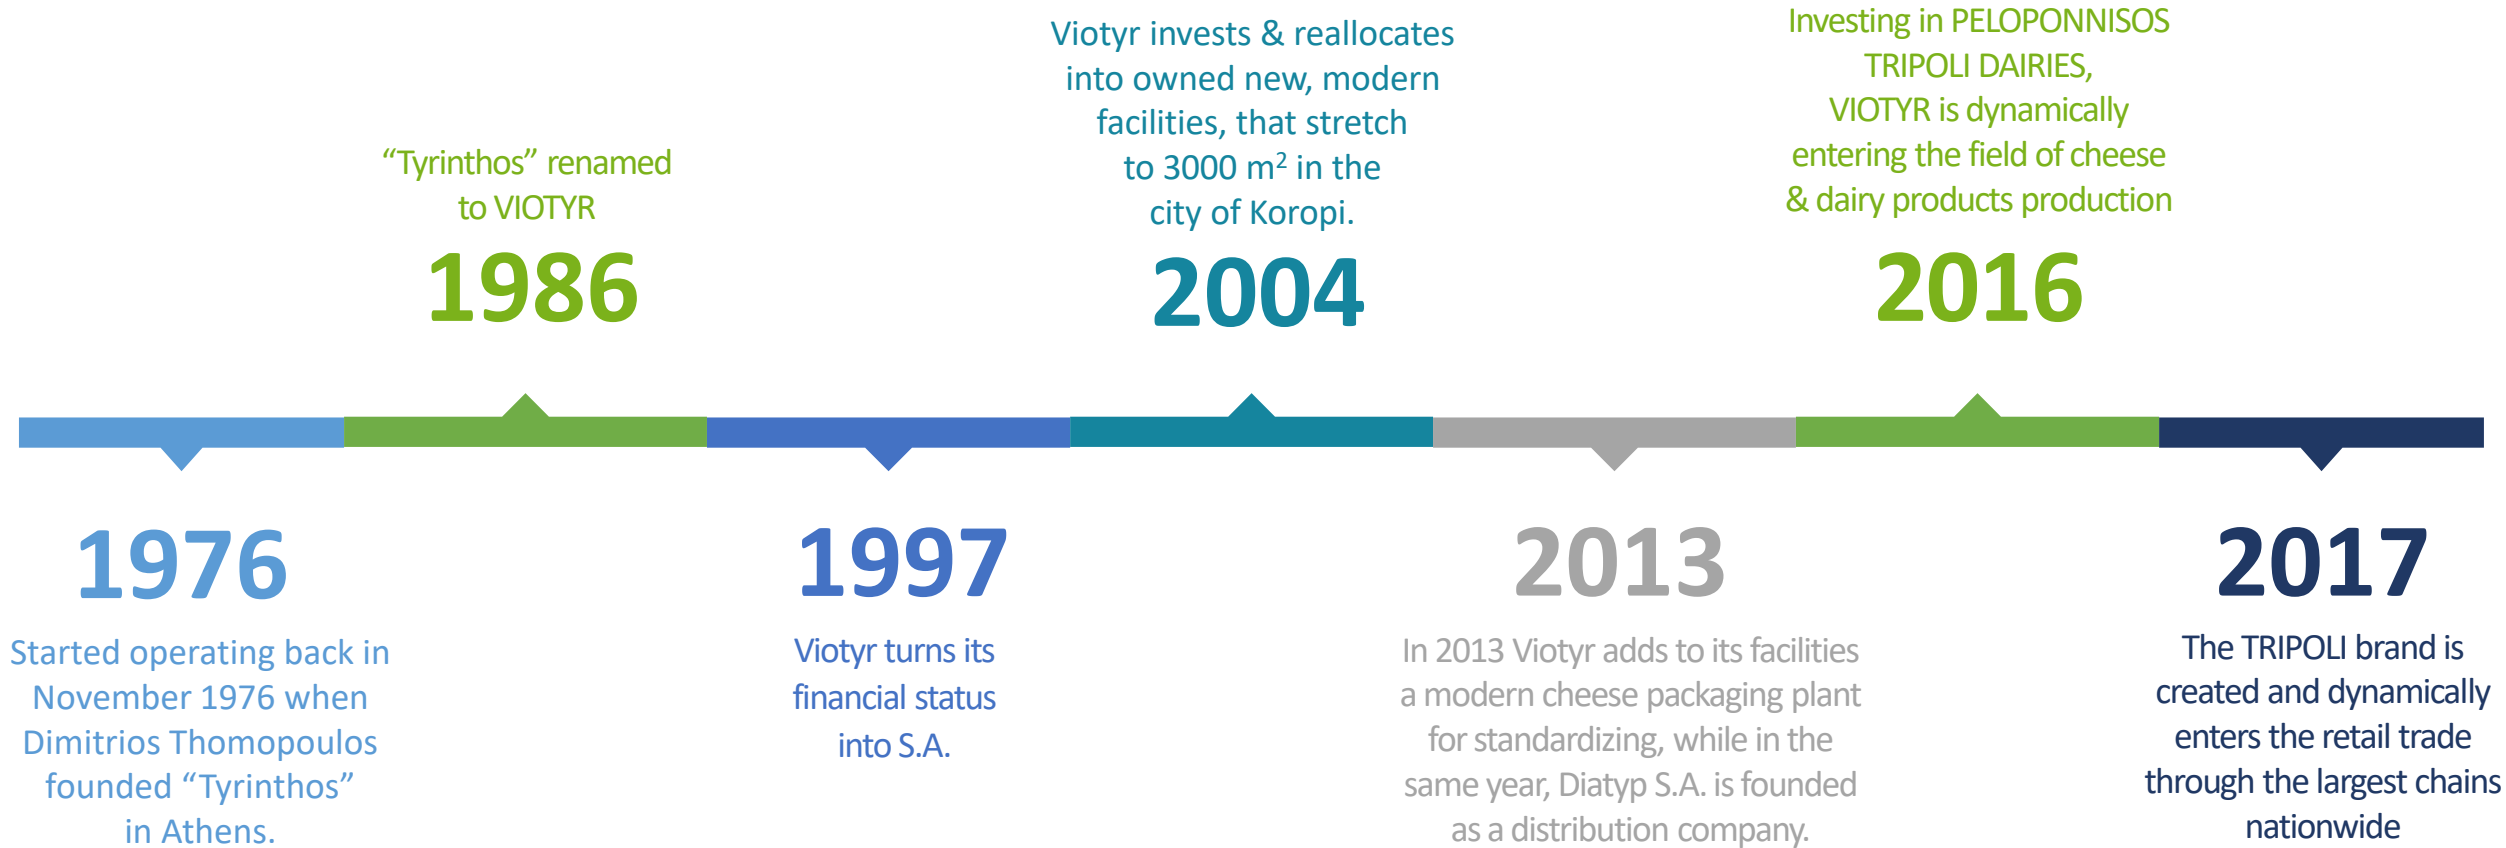 Started operating back in
November 1976 when
Dimitrios Thomopoulos
founded “Tyrinthos”
in Athens.
1976
“Tyrinthos” renamed
to VIOTYR
1986
1997
Viotyr turns its
financial status
into S.A.
Viotyr invests & reallocates
into owned new, modern
facilities, that stretch
to 3000 m² in the
city of Koropi.
2004
2013
In 2013 Viotyr adds to its facilities
a modern cheese packaging plant
for standardizing, while in the
same year, Diatyp S.A. is founded
as a distribution company.
Investing in PELOPONNISOS
TRIPOLI DAIRIES,
VIOTYR is dynamically
entering the field of cheese
& dairy products production
2016
2017
The TRIPOLI brand is
created and dynamically
enters the retail trade
through the largest chains
nationwide